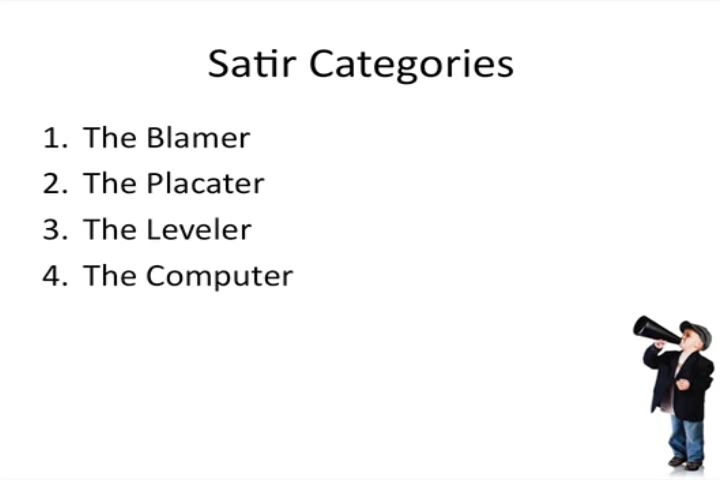 Satir Categories
1. The Blamer
2. The Placater
3. The Leveler
4. The Computer